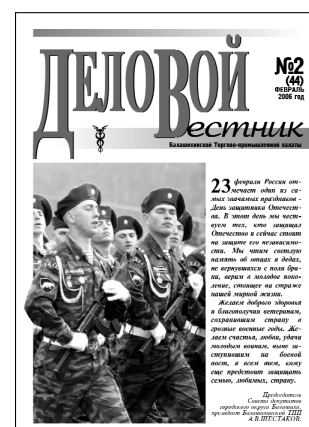 ДЕЛОВОЙ
Вестник
№2
(44)
ФЕВРАЛЬ
2006 год
Балашихинской Торгово-промышленной палаты
23 февраля Россия от-
мечает один из са-
мых значимых праздников -
День защитника Отечест-
ва. В этот день мы чест-
вуем тех, кто защищал
Отечество и сейчас стоит
на защите его независимо-
сти. Мы чтим светлую
память об отцах и дедах,
не вернувшихся с поля бра-
ни, верим в молодое поко-
ление, стоящее на страже
нашей мирной жизни.
Желаем доброго здоровья
и благополучия ветеранам,
сохранившим страну в
грозные военные годы. Же-
лаем счастья, любви, удачи
молодым воинам, ныне за-
ступившим на боевой
пост, и всем тем, кому
еще предстоит защищать
семью, любимых, страну.
Председатель
Совета депутатов
городского округа Балашиха,
президент Балашихинской ТПП
А.В.ШЕСТАКОВ.